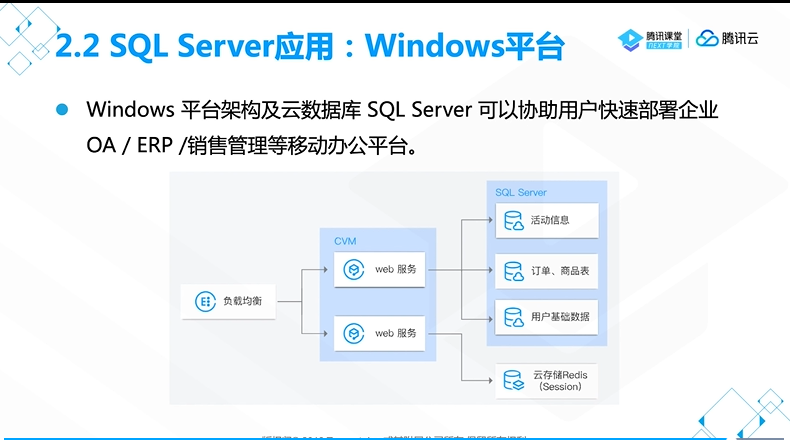 2.2 SQL Server应用：Windows平台
腾讯课堂
NEXT学院
腾讯云
Windows 平台架构及云数据库 SQL Server 可以协助用户快速部署企业
OA / ERP /销售管理等移动办公平台。
SQL Server
活动信息
CVM
web 服务
订单、商品表
负载均衡
用户基础数据
web 服务
云存储Redis
（Session）